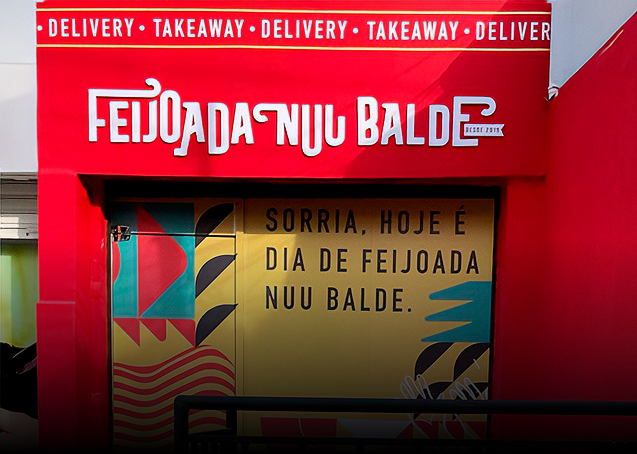 • DELIVERY • TAKEAWAY • DELIVERY • TAKEAWAY • DELIVER
FEIJOADA NUU BALDE
DESDE 2019
SORRIA, HOJE É
DIA DE FEIJOADA
NUU BALDE.